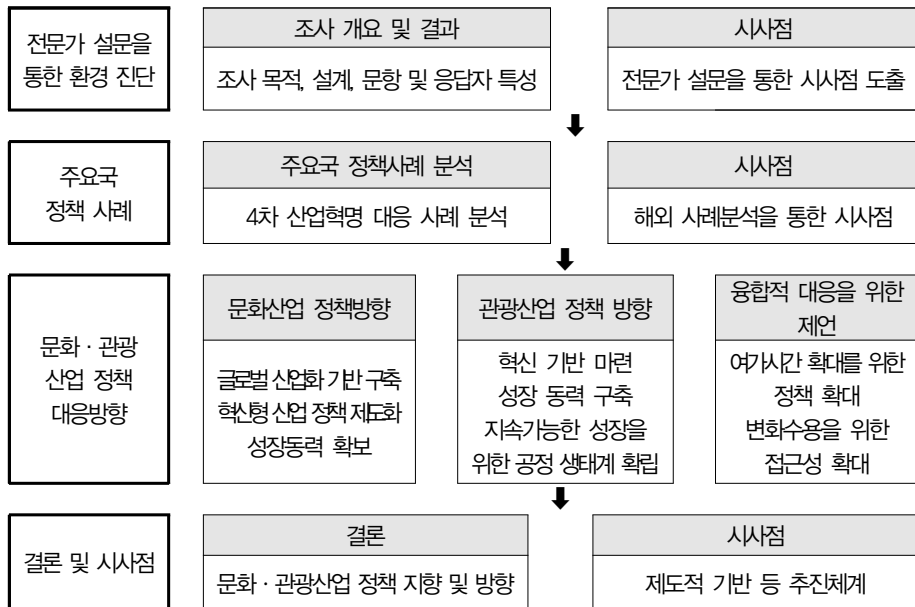 전문가 설문을
통한 환경 진단
조사 개요 및 결과
조사 목적, 설계, 문항 및 응답자 특성
시사점
전문가 설문을 통한 시사점 도출
주요국
정책 사례
주요국 정책사례 분석
4차 산업혁명 대응 사례 분석
시사점
해외 사례분석을 통한 시사점
문화 · 관광
산업 정책
대응방향
문화산업 정책방향
글로벌 산업화 기반 구축
혁신형 산업 정책 제도화
성장동력 확보
관광산업 정책 방향
혁신 기반 마련
성장 동력 구축
지속가능한 성장을
위한 공정 생태계 확립
융합적 대응을 위한
제언
여가시간 확대를 위한
정책 확대
변화수용을 위한
접근성 확대
결론 및 시사점
결론
문화 · 관광산업 정책 지향 및 방향
시사점
제도적 기반 등 추진체계